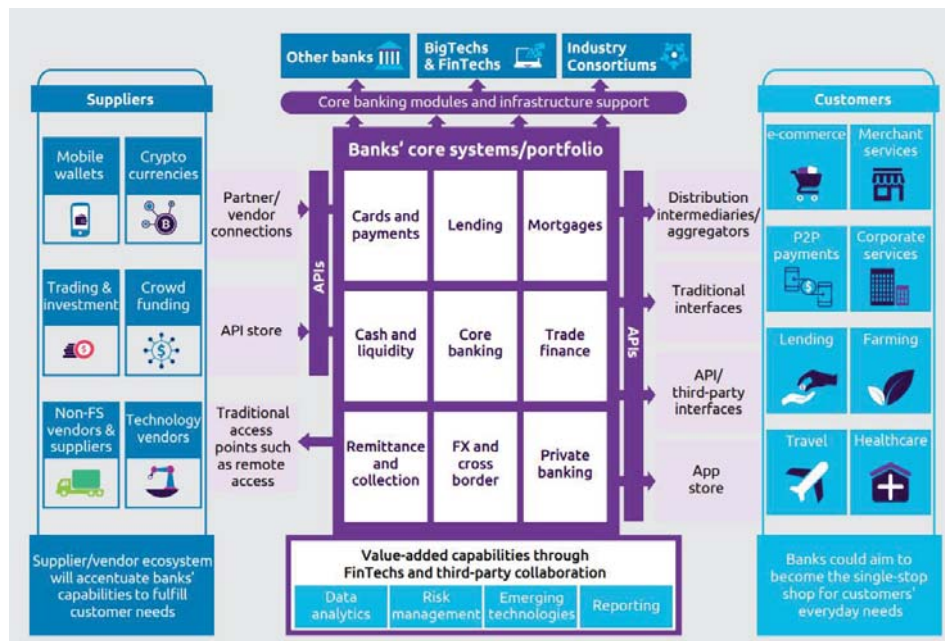 Other banks
BigTechs
& FinTechs
Industry
Consortiums
Core banking modules and infrastructure support
Suppliers
Mobile
wallets
Crypto
currencies
Trading &
investment
Crowd
funding
Non-FS
vendors &
suppliers
Technology
vendors
Supplier/vendor ecosystem
will accentuate banks'
capabilities to fulfill
customer needs
Partner/
vendor
connections
API store
Traditional
access
points such
as remote
access
APIs
Banks' core systems/portfolio
Cards and
payments
Lending
Mortgages
Cash and
liquidity
Core
banking
Trade
finance
Remittance
and
collection
FX and
cross
border
Private
banking
Value-added capabilities through
FinTechs and third-party collaboration
Data
analytics
Risk
management
Emerging
technologies
Reporting
APIs
Distribution
intermediaries/
aggregators
Traditional
interfaces
API/
third-party
interfaces
App
store
Customers
e-commerce
Merchant
services
P2P
payments
Corporate
services
Lending
Farming
Travel
Healthcare
Banks could aim to
become the single-stop
shop for customers'
everyday needs